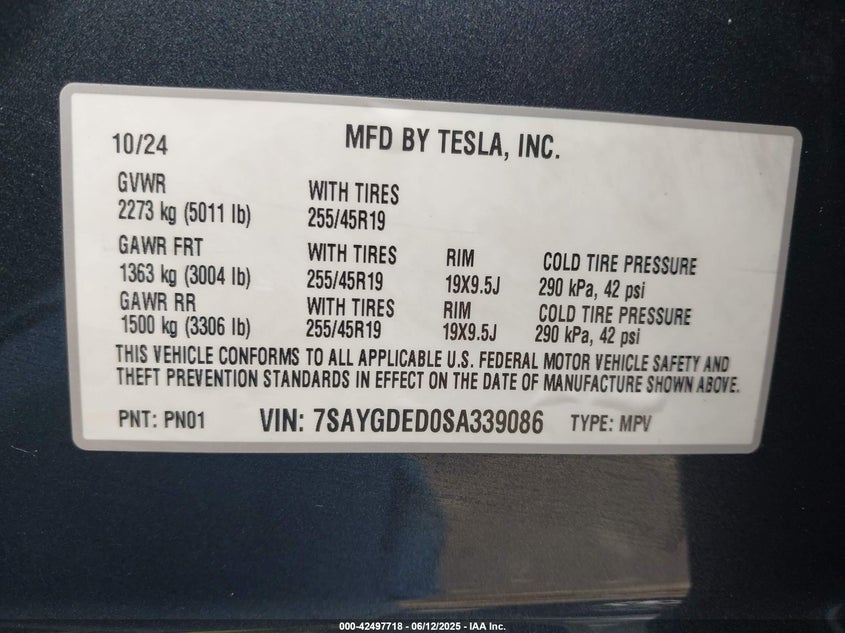 10/24 MFD BY TESLA, INC.
GVWR WITH TIRES
2273 kg (5011 lb) 255/45R19
GAWR FRT WITH TIRES RIM COLD TIRE PRESSURE
1363 kg (3004 lb) 255/45R19 19X9.5J 290 kPa, 42 psi
GAWR RR WITH TIRES RIM COLD TIRE PRESSURE
1500 kg (3306 lb) 255/45R19 19X9.5J 290 kPa, 42 psi
THIS VEHICLE CONFORMS TO ALL APPLICABLE U.S. FEDERAL MOTOR VEHICLE SAFETY AND
THEFT PREVENTION STANDARDS IN EFFECT ON THE DATE OF MANUFACTURE SHOWN ABOVE.
PNT: PN01 VIN: 7SAYGDED0SA339086 TYPE: MPV
000-42497718 - 06/12/2025 - IAA Inc.